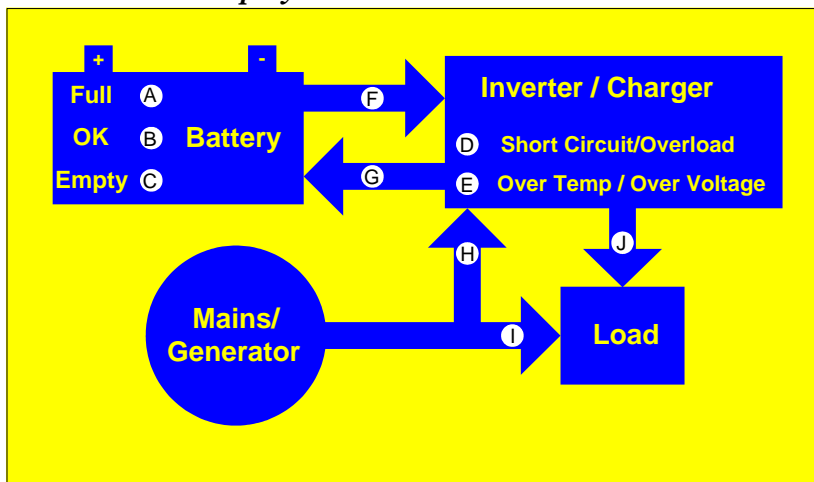 + -
Full A
OK B Battery
Empty C
F
G
Inverter / Charger
D Short Circuit/Overload
E Over Temp / Over Voltage
H
J
Mains/
Generator
I
Load